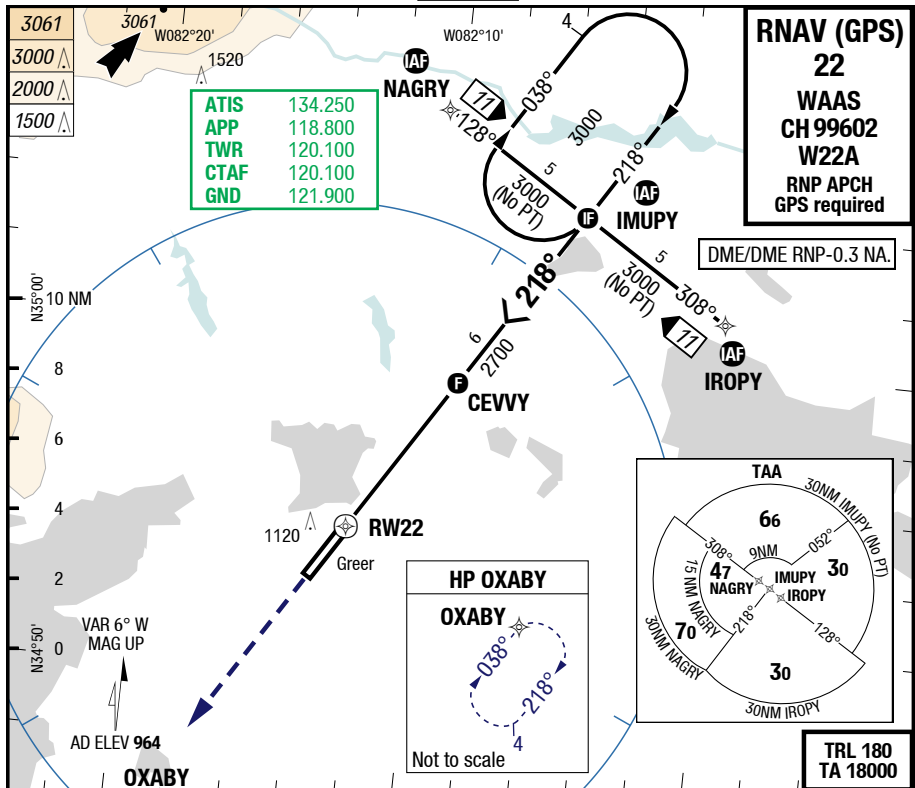 3061
3000
2000
1500
3061
W082°20'
W082°10'
1520
ATIS 134.250
APP 118.800
TWR 120.100
CTAF 120.100
GND 121.900
IAF
NAGRY
11
128°
5
3000
(No PT)
4
038°
3000
218°
IF
IAF
IMUPY
5
3000
(No PT)
308°
11
IAF
IROPY
RNAV (GPS)
22
WAAS
CH 99602
W22A
RNP APCH
GPS required
DME/DME RNP-0.3 NA.
N35°00'
10 NM
8
6
4
2
0
N34°50'
218°
6
2700
F
CEVVY
1120
RW22
Greer
VAR 6° W
MAG UP
AD ELEV 964
OXABY
HP OXABY
OXABY
038°
218°
4
Not to scale
TAA
30NM IMUPY (No PT)
66
308°
9NM
052°
47
NAGRY
IMUPY
IROPY
30
15 NM NAGRY
218°
128°
70
30NM NAGRY
30
30NM IROPY
TRL 180
TA 18000